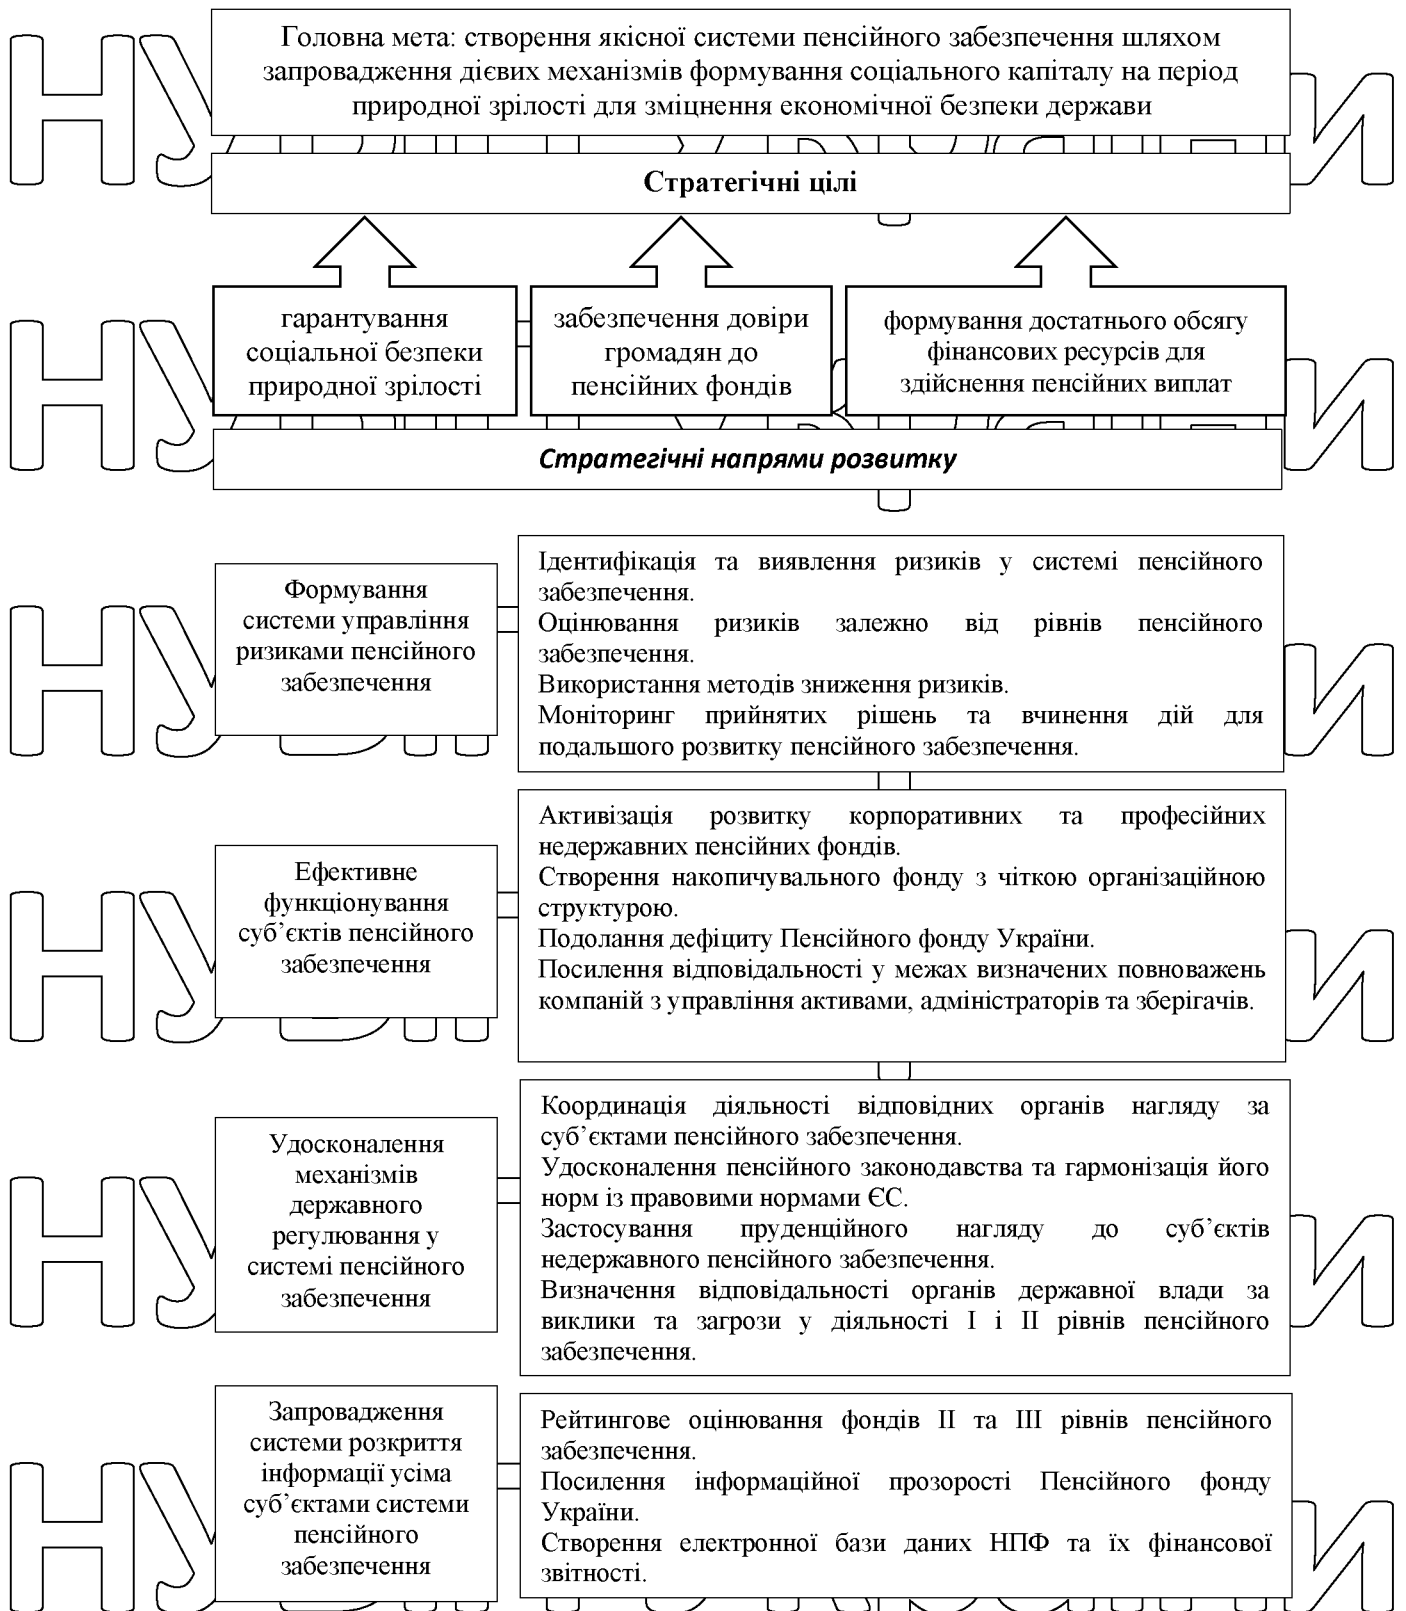 Головна мета: створення якісної системи пенсійного забезпечення шляхом
запровадження дієвих механізмів формування соціального капіталу на період
природної зрілості для зміцнення економічної безпеки держави
Стратегічні цілі
гарантування
соціальної безпеки
природної зрілості
забезпечення довіри
громадян до
пенсійних фондів
формування достатнього обсягу
фінансових ресурсів для
здійснення пенсійних виплат
Стратегічні напрями розвитку
Формування
системи управління
ризиками пенсійного
забезпечення
Ідентифікація та виявлення ризиків у системі пенсійного
забезпечення.
Оцінювання ризиків залежно від рівнів пенсійного
забезпечення.
Використання методів зниження ризиків.
Моніторинг прийнятих рішень та вчинення дій для
подальшого розвитку пенсійного забезпечення.
Ефективне
функціонування
суб’єктів пенсійного
забезпечення
Активізація розвитку корпоративних та професійних
недержавних пенсійних фондів.
Створення накопичувального фонду з чіткою організаційною
структурою.
Подолання дефіциту Пенсійного фонду України.
Посилення відповідальності у межах визначених повноважень
компаній з управління активами, адміністраторів та зберігачів.
Удосконалення
механізмів
державного
регулювання у
системі пенсійного
забезпечення
Координація діяльності відповідних органів нагляду за
суб’єктами пенсійного забезпечення.
Удосконалення пенсійного законодавства та гармонізація його
норм із правовими нормами ЄС.
Застосування пруденційного нагляду до суб’єктів
недержавного пенсійного забезпечення.
Визначення відповідальності органів державної влади за
виклики та загрози у діяльності І і ІІ рівнів пенсійного
забезпечення.
Запровадження
системи розкриття
інформації усіма
суб’єктами системи
пенсійного
забезпечення
Рейтингове оцінювання фондів ІІ та ІІІ рівнів пенсійного
забезпечення.
Посилення інформаційної прозорості Пенсійного фонду
України.
Створення електронної бази даних НПФ та їх фінансової
звітності.